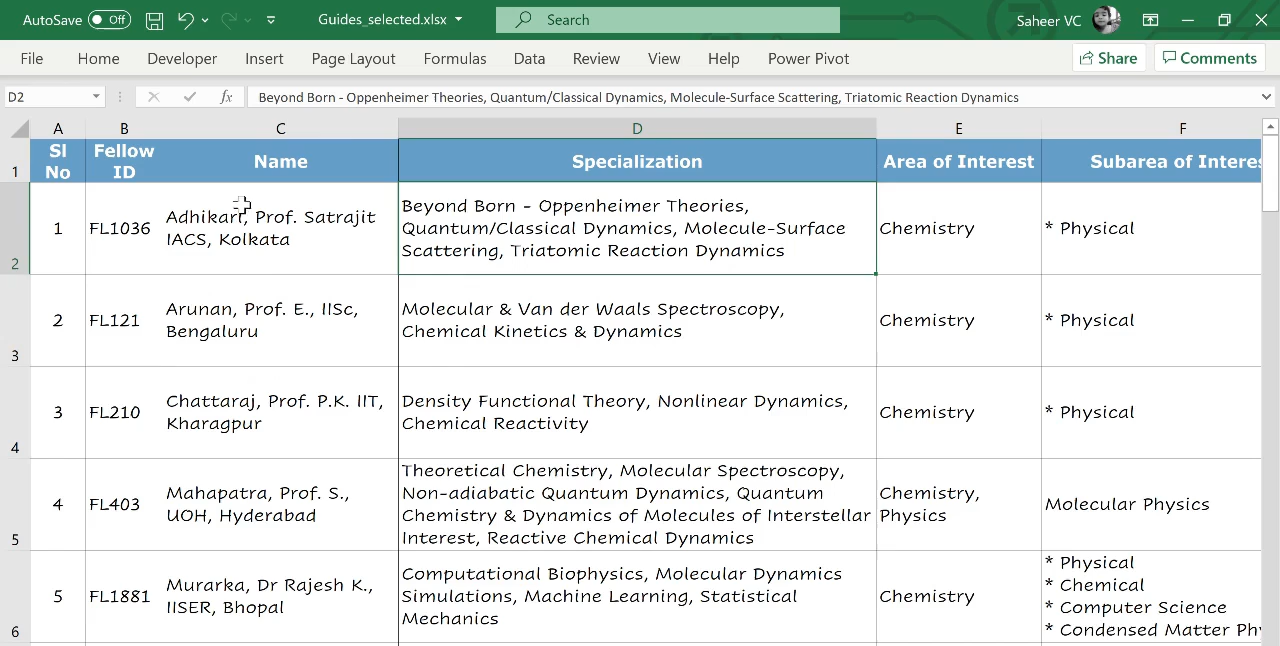 AutoSave Off Guides_selected.xlsx Search Saheer VC
File Home Developer Insert Page Layout Formulas Data Review View Help Power Pivot Share Comments
D2 fx Beyond Born - Oppenheimer Theories, Quantum/Classical Dynamics, Molecule-Surface Scattering, Triatomic Reaction Dynamics
A B C D E F
1 Sl No Fellow ID Name Specialization Area of Interest Subarea of Interes
2
1 FL1036
Adhikari, Prof. Satrajit
IACS, Kolkata
Beyond Born - Oppenheimer Theories,
Quantum/Classical Dynamics, Molecule-Surface
Scattering, Triatomic Reaction Dynamics
Chemistry
* Physical
3
2 FL121
Arunan, Prof. E., IISc,
Bengaluru
Molecular & Van der Waals Spectroscopy,
Chemical Kinetics & Dynamics
Chemistry
* Physical
4
3 FL210
Chattaraj, Prof. P.K. IIT,
Kharagpur
Density Functional Theory, Nonlinear Dynamics,
Chemical Reactivity
Chemistry
* Physical
5
4 FL403
Mahapatra, Prof. S.,
UOH, Hyderabad
Theoretical Chemistry, Molecular Spectroscopy,
Non-adiabatic Quantum Dynamics, Quantum
Chemistry & Dynamics of Molecules of Interstellar
Interest, Reactive Chemical Dynamics
Chemistry,
Physics
Molecular Physics
6
5 FL1881
Murarka, Dr Rajesh K.,
IISER, Bhopal
Computational Biophysics, Molecular Dynamics
Simulations, Machine Learning, Statistical
Mechanics
Chemistry
* Physical
* Chemical
* Computer Science
* Condensed Matter Ph